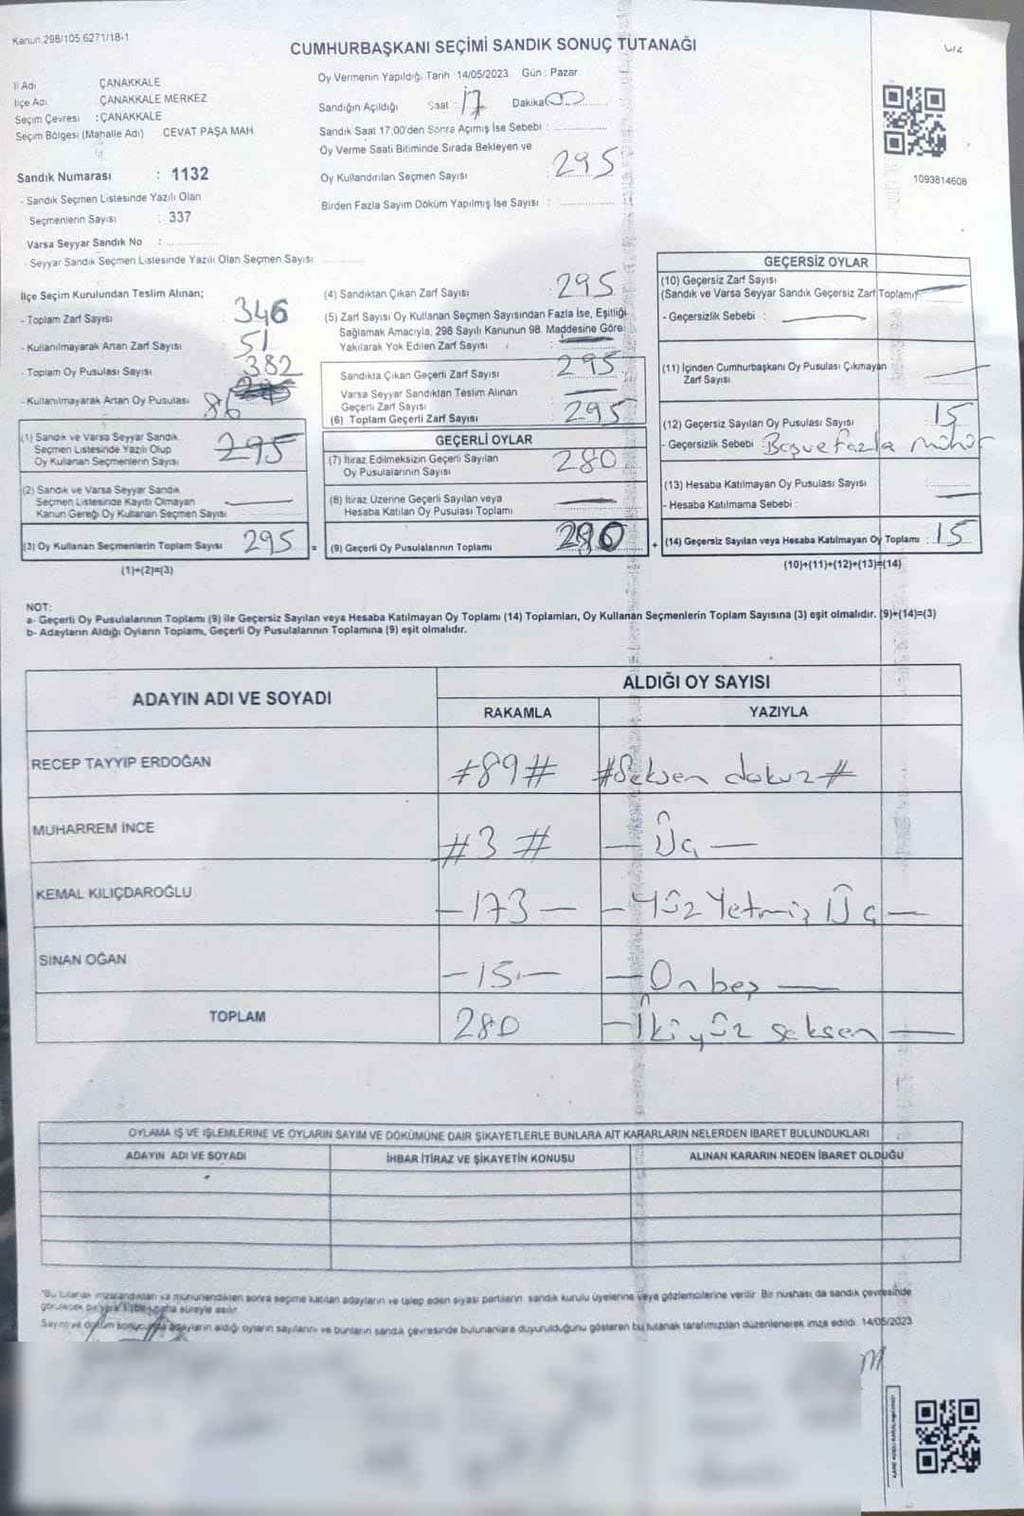 Kanun 298/105 6271/18-1
CUMHURBAŞKANI SEÇİMİ SANDIK SONUÇ TUTANAĞI
İl Adı ÇANAKKALE
İlçe Adı ÇANAKKALE MERKEZ
Seçim Çevresi : ÇANAKKALE
Seçim Bölgesi (Mahalle Adı) CEVAT PAŞA MAH.
Sandık Numarası : 1132
- Sandık Seçmen Listesinde Yazılı Olan
Seçmenlerin Sayısı : 337
Varsa Seyyar Sandık No :
- Seyyar Sandık Seçmen Listesinde Yazılı Olan Seçmen Sayısı
Oy Vermenin Yapıldığı Tarih 14/05/2023 Gün : Pazar
Sandığın Açıldığı Saat : 17 Dakika 00
Sandık Saat 17:00'den Sonra Açımış İse Sebebi :
Oy Verme Saati Bitiminde Sırada Bekleyen ve
Oy Kullandırılan Seçmen Sayısı 295
Birden Fazla Sayım Döküm Yapılmış İse Sayısı :
1093814608
İlçe Seçim Kurulundan Teslim Alınan;
- Toplam Zarf Sayısı 346
- Kullanılmayarak Artan Zarf Sayısı 51
- Toplam Oy Pusulası Sayısı 382
- Kullanılmayarak Artan Oy Pusulası 86
(1) Sandık ve Varsa Seyyar Sandık
Seçmen Listesinde Yazılı Olup
Oy Kullanan Seçmenlerin Sayısı 295
(2) Sandık ve Varsa Seyyar Sandık
Seçmen Listesinde Kayıtlı Olmayan
Kanun Gereği Oy Kullanan Seçmen Sayısı
(3) Oy Kullanan Seçmenlerin Toplam Sayısı 295 =
(1)+(2)=(3)
(4) Sandıktan Çıkan Zarf Sayısı 295
(5) Zarf Sayısı Oy Kullanan Seçmen Sayısından Fazla İse, Eşitliği
Sağlamak Amacıyla, 298 Sayılı Kanunun 98. Maddesine Göre
Yakılarak Yok Edilen Zarf Sayısı :
Sandıkta Çıkan Geçerli Zarf Sayısı 295
Varsa Seyyar Sandıktan Teslim Alınan
Geçerli Zarf Sayısı
(6) Toplam Geçerli Zarf Sayısı 295
GEÇERLİ OYLAR
(7) İtiraz Edilmeksizin Geçerli Sayılan
Oy Pusulalarının Sayısı 280
(8) İtiraz Üzerine Geçerli Sayılan veya
Hesaba Katılan Oy Pusulası Toplamı
(9) Geçerli Oy Pusulalarının Toplamı 280 +
GEÇERSİZ OYLAR
(10) Geçersiz Zarf Sayısı
(Sandık ve Varsa Seyyar Sandık Geçersiz Zarf Toplamı)
- Geçersizlik Sebebi :
(11) İçinden Cumhurbaşkanı Oy Pusulası Çıkmayan
Zarf Sayısı
(12) Geçersiz Sayılan Oy Pusulası Sayısı 15
- Geçersizlik Sebebi Boş ve fazla mühür
(13) Hesaba Katılmayan Oy Pusulası Sayısı
- Hesaba Katılmama Sebebi :
(14) Geçersiz Sayılan veya Hesaba Katılmayan Oy Toplamı : 15
(10)+(11)+(12)+(13)=(14)
NOT:
a- Geçerli Oy Pusulalarının Toplamı (9) ile Geçersiz Sayılan veya Hesaba Katılmayan Oy Toplamı (14) Toplamları, Oy Kullanan Seçmenlerin Toplam Sayısına (3) eşit olmalıdır. (9)+(14)=(3)
b- Adayların Aldığı Oyların Toplamı, Geçerli Oy Pusulalarının Toplamına (9) eşit olmalıdır.
ADAYIN ADI VE SOYADI ALDIĞI OY SAYISI
RAKAMLA YAZIYLA
RECEP TAYYIP ERDOĞAN #89# #Seksen dokuz#
MUHARREM İNCE #3# - Üç -
KEMAL KILIÇDAROĞLU -173- -Yüz Yetmiş Üç-
SİNAN OĞAN -15- -On beş-
TOPLAM 280 -İki yüz seksen-
OYLAMA İŞ VE İŞLEMLERİNE VE OYLARIN SAYIM VE DÖKÜMÜNE DAİR ŞİKAYETLERLE BUNLARA AİT KARARLARIN NELERDEN İBARET BULUNDUKLARI
ADAYIN ADI VE SOYADI İHBAR İTİRAZ VE ŞİKAYETİN KONUSU ALINAN KARARIN NEDEN İBARET OLDUĞU
"Bu tutanak imzalandıktan ve mühürlendikten sonra seçime katılan adayların ve talep eden siyasi partilerin sandık kurulu üyelerine veya gözlemcilerine verilir. Bir nüshası da sandık çevresinde
görülecek bir yere süreyle asılır.
Sayım ve döküm sonucunda adayların aldığı oyların sayılarını ve bunların sandık çevresinde bulunanlara duyurulduğunu gösteren bu tutanak tarafımızdan düzenlenerek imza edildi. 14/05/2023